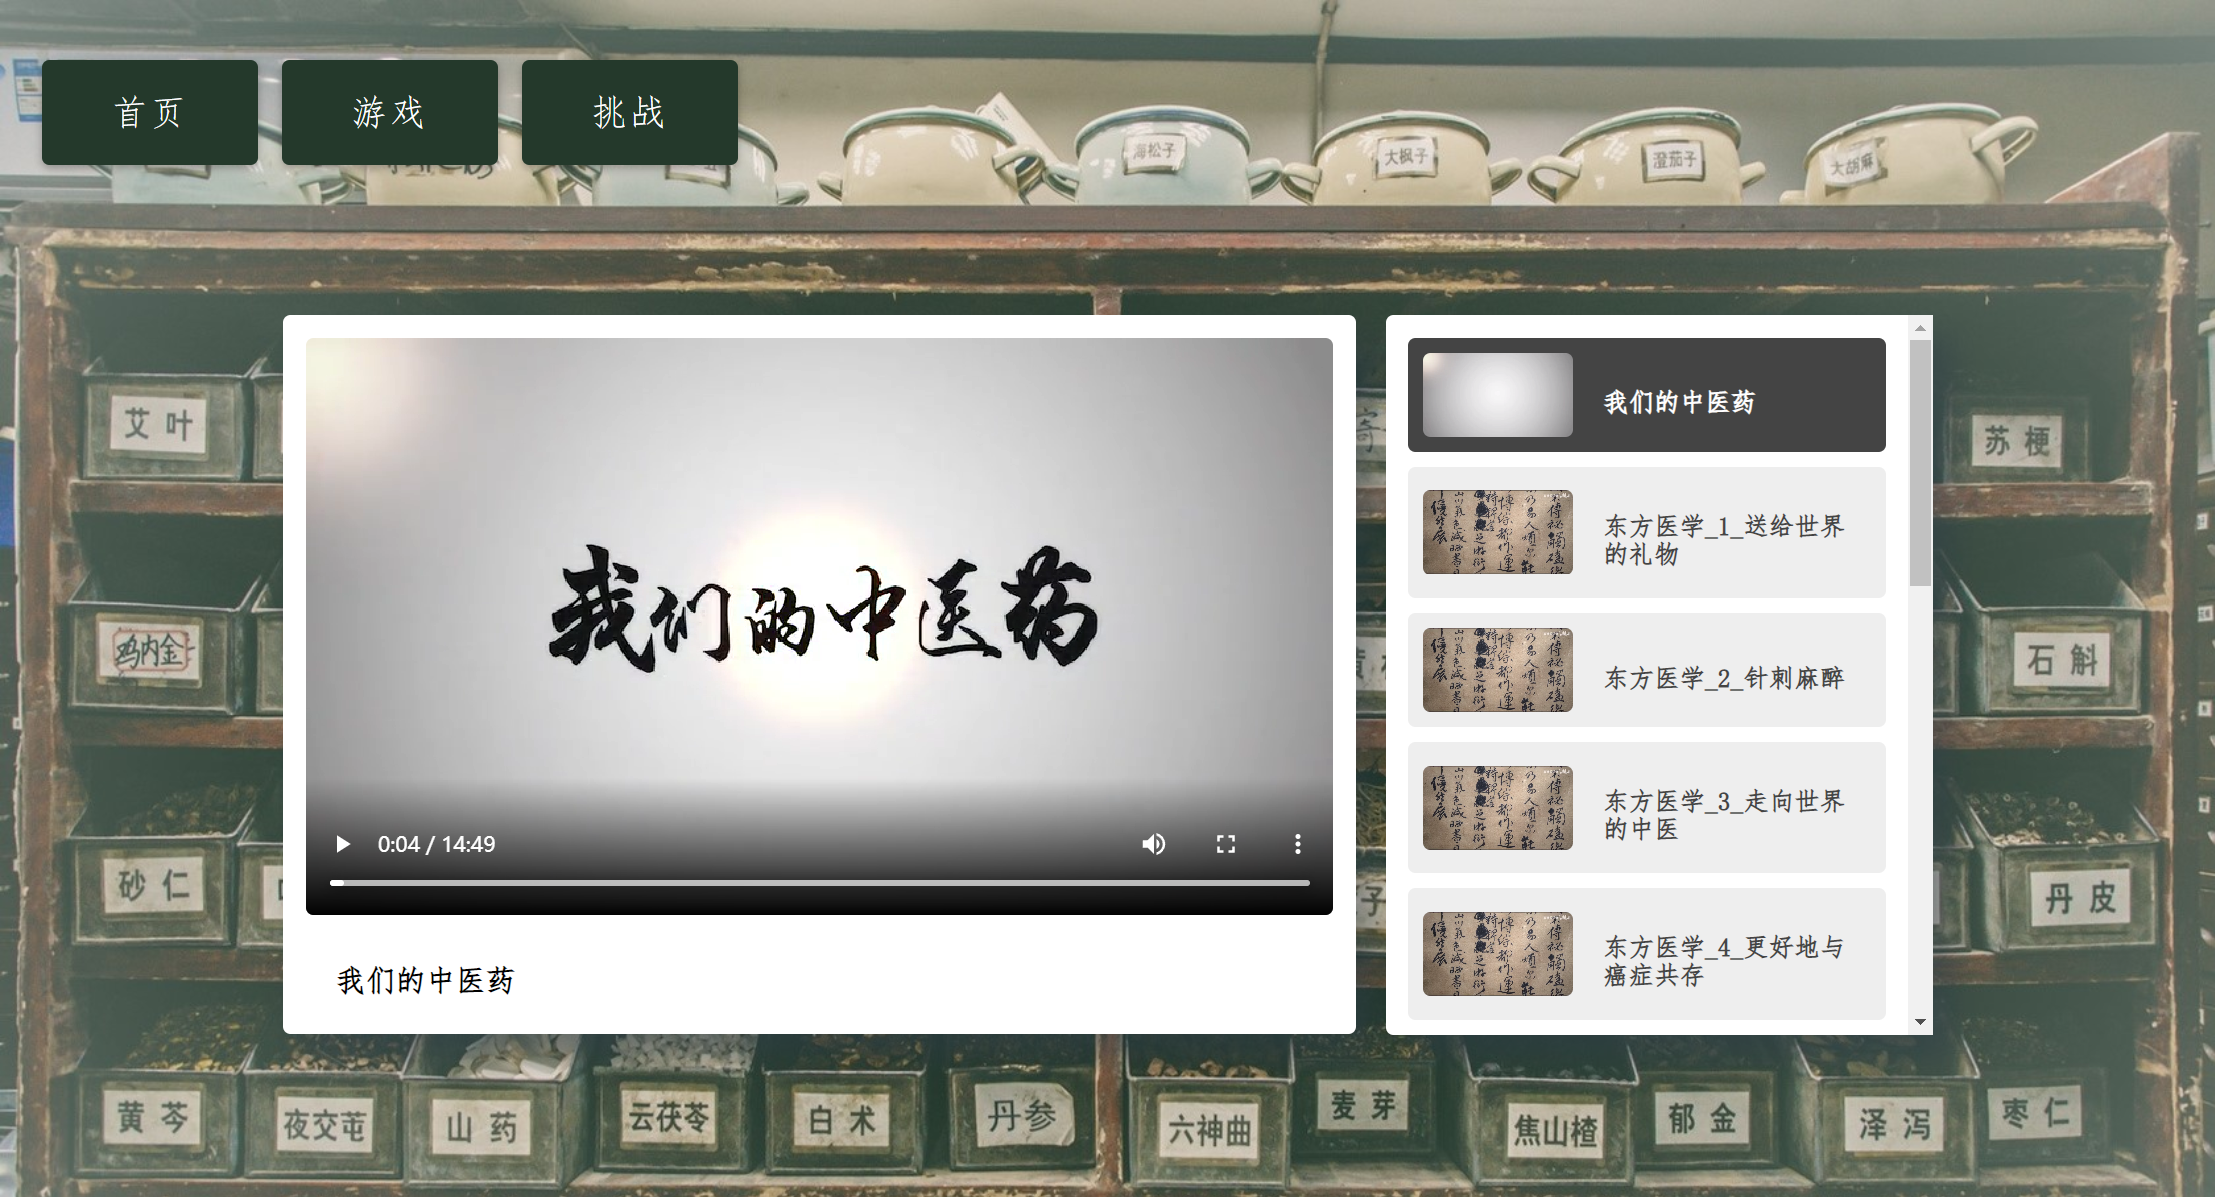 首页
游戏
挑战
海松子
大枫子
澄茄子
大胡麻
艾叶
苏梗
鸡内金
石斛
砂仁
丹皮
我们的中医药
0:04 / 14:49
我们的中医药
我们的中医药
东方医学_1_送给世界
的礼物
东方医学_2_针刺麻醉
东方医学_3_走向世界
的中医
东方医学_4_更好地与
癌症共存
黄芩
夜交芚
山药
云茯苓
白术
丹参
六神曲
麦芽
焦山楂
郁金
泽泻
枣仁